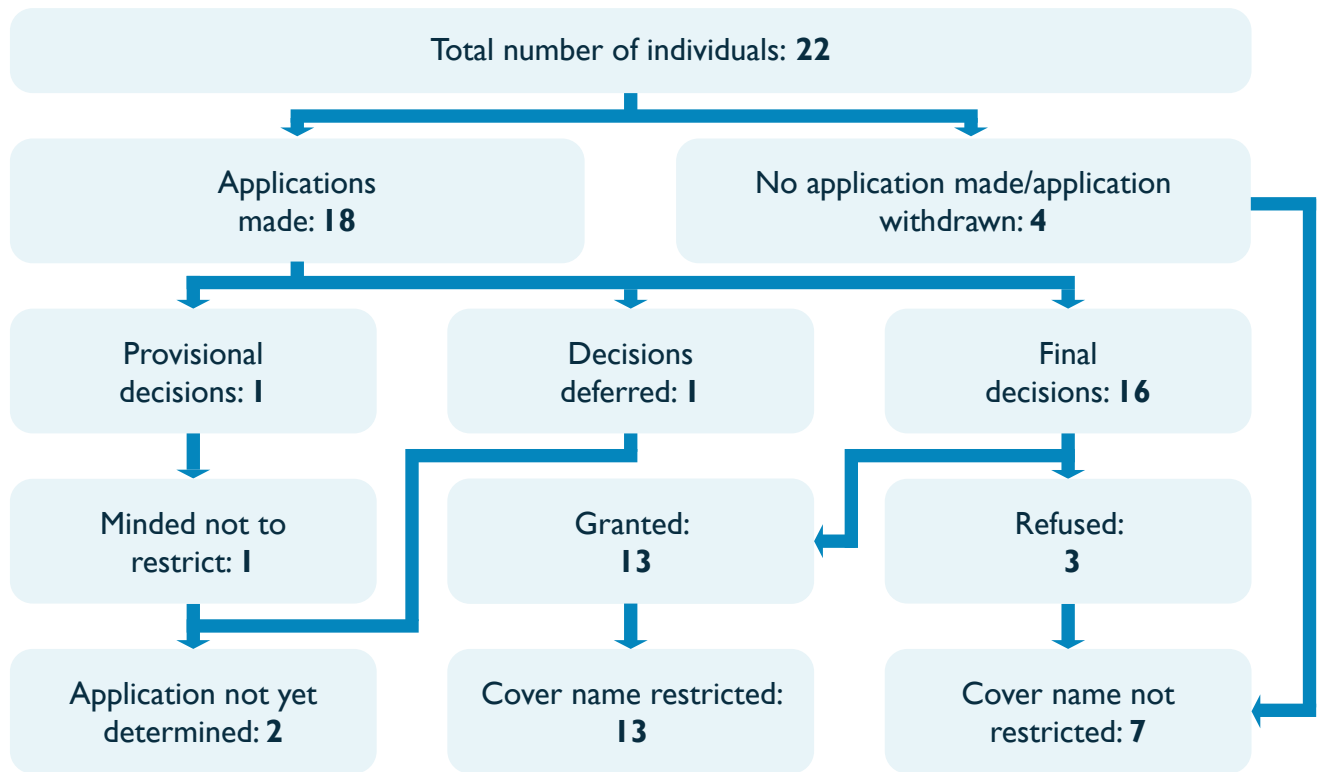 Total number of individuals: 22
Applications
made: 18
No application made/application
withdrawn: 4
Provisional
decisions: 1
Decisions
deferred: 1
Final
decisions: 16
Minded not to
restrict: 1
Granted:
13
Refused:
3
Application not yet
determined: 2
Cover name restricted:
13
Cover name not
restricted: 7